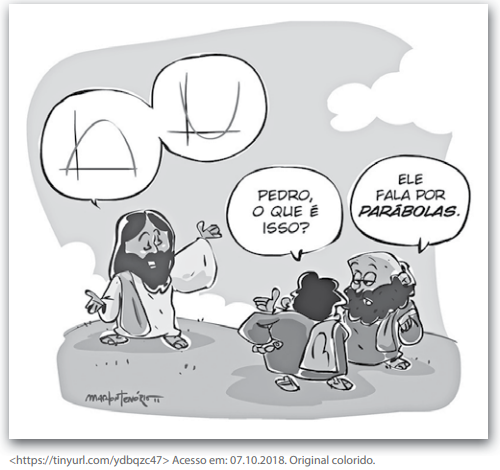 PEDRO,
O QUE É
ISSO?
ELE
FALA POR
PARÁBOLAS.
<https://tinyurl.com/ydbqzc47> Acesso em: 07.10.2018. Original colorido.